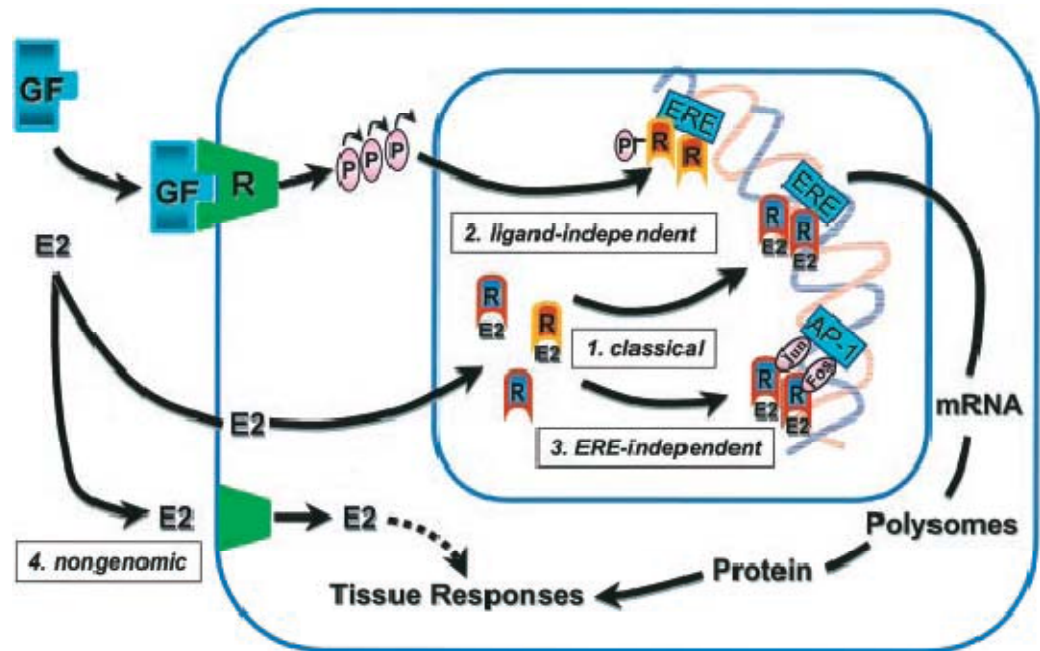 GF
GF R
P P P
ERE
P R R
2. ligand-independent
ERE
R R
E2 E2
E2
R
E2
R
E2
R
1. classical
AP-1
Jun
Fos
R R
E2 E2
3. ERE-independent
E2
mRNA
E2 E2
4. nongenomic
Polysomes
Protein
Tissue Responses